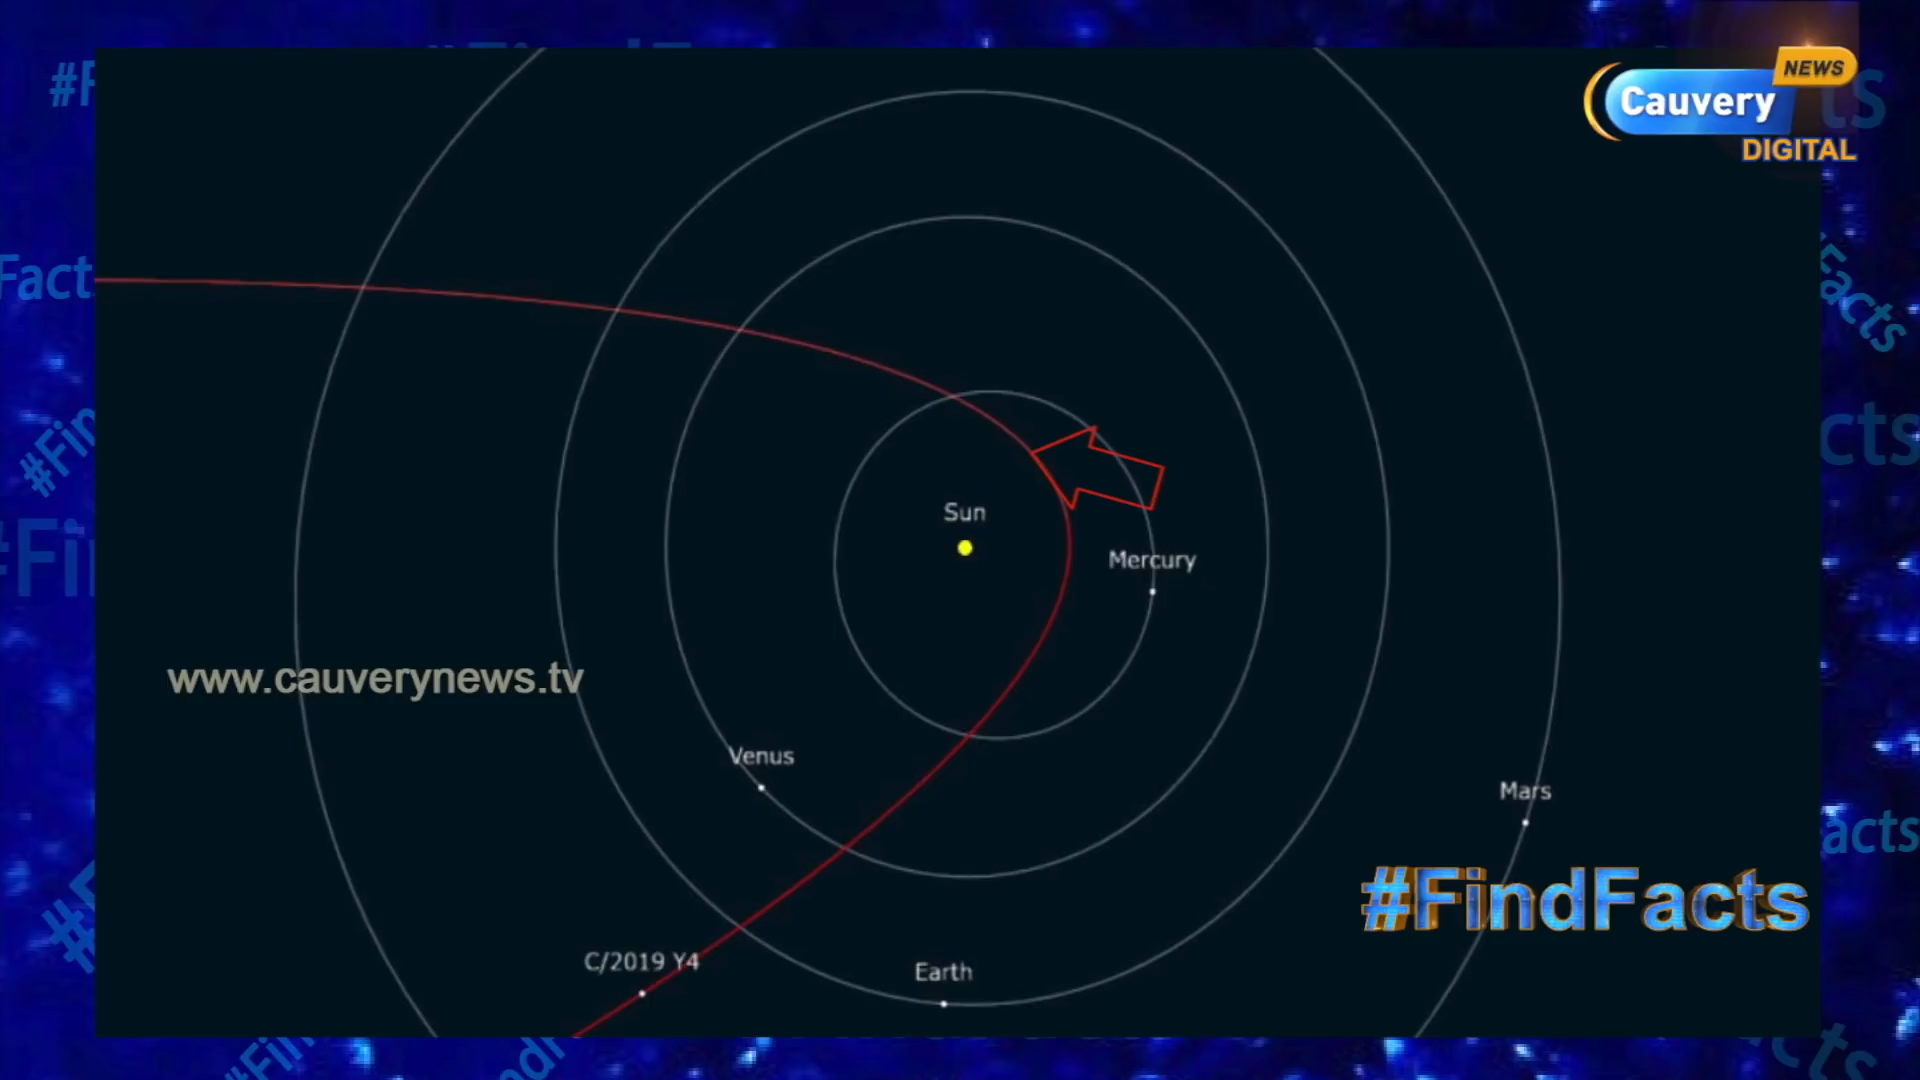 NEWS
Cauvery
DIGITAL
Sun
Mercury
www.cauverynews.tv
Venus
Mars
#FindFacts
C/2019 Y4
Earth